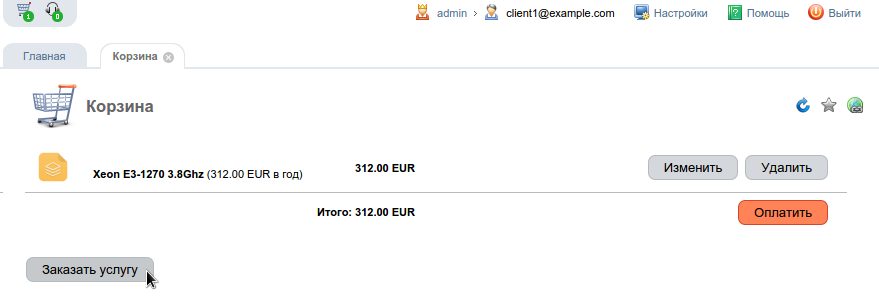 1 0
admin › client1@example.com Настройки Помощь Выйти
Главная Корзина
Корзина
Xeon E3-1270 3.8Ghz (312.00 EUR в год) 312.00 EUR Изменить Удалить
Итого: 312.00 EUR Оплатить
Заказать услугу